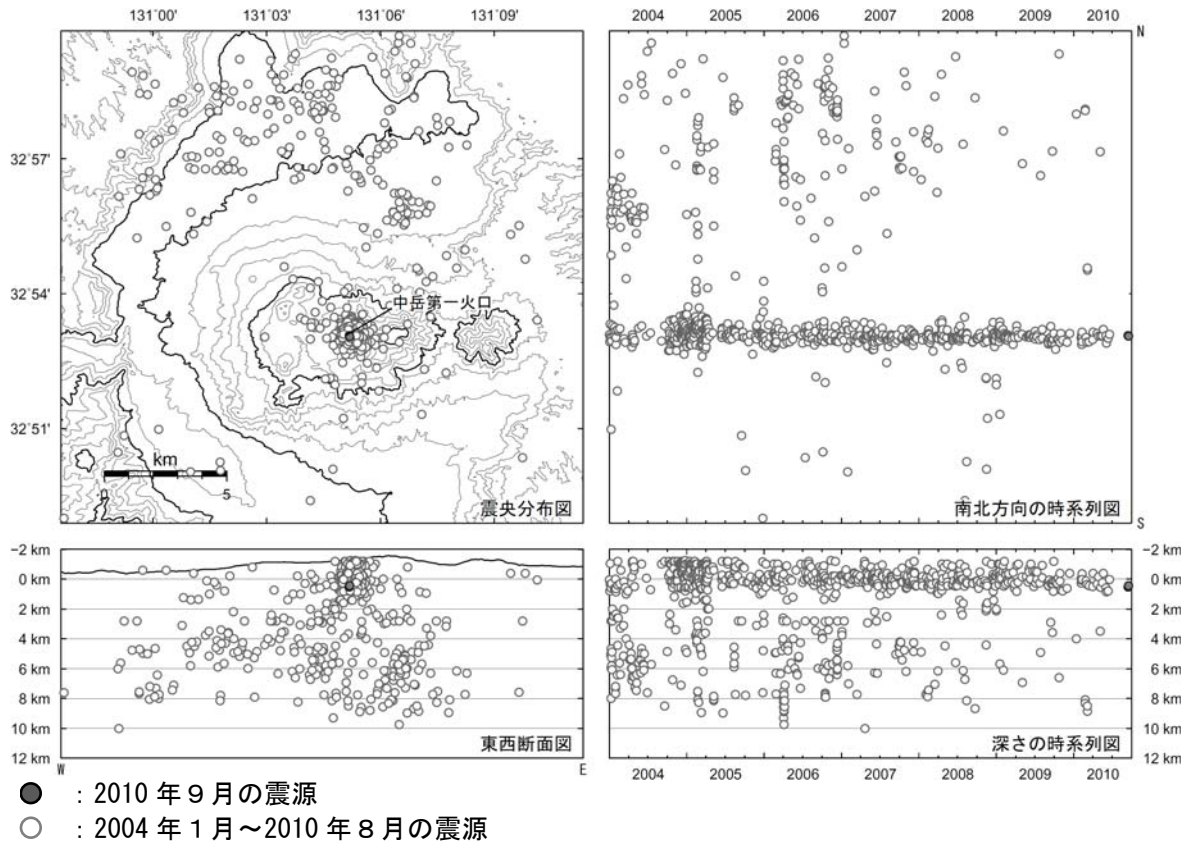 131°00' 131°03' 131°06' 131°09'
2004 2005 2006 2007 2008 2009 2010
N
32°57'
32°54'
中岳第一火口
32°51'
km
0 5
震央分布図
南北方向の時系列図
S
-2 km
0 km
2 km
4 km
6 km
8 km
10 km
12 km
東西断面図
W E
-2 km
0 km
2 km
4 km
6 km
8 km
10 km
12 km
深さの時系列図
2004 2005 2006 2007 2008 2009 2010
：2010 年９月の震源
：2004 年１月～2010 年８月の震源